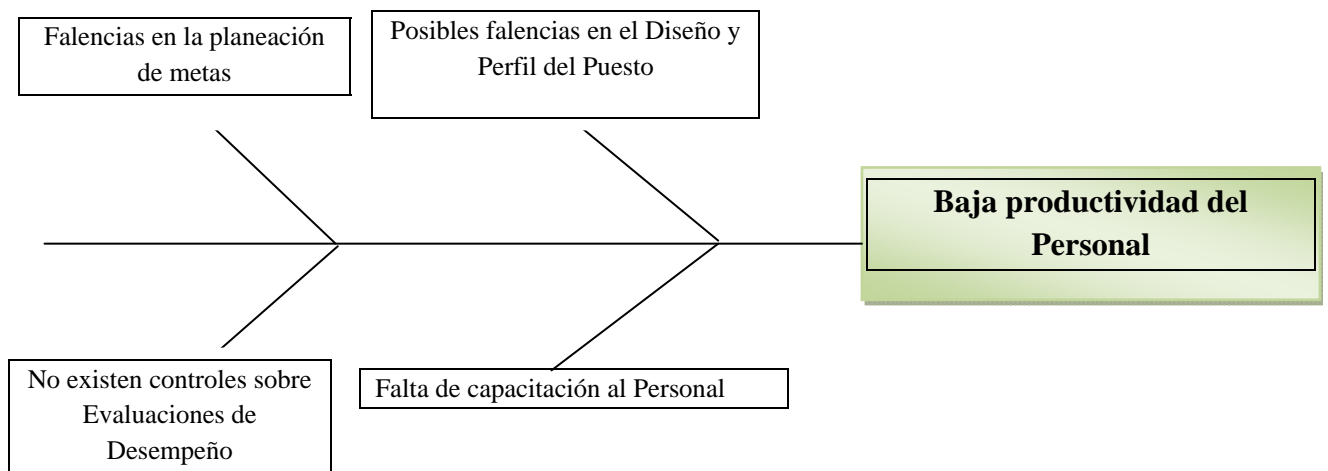 Falencias en la planeación
de metas
Posibles falencias en el Diseño y
Perfil del Puesto
Baja productividad del
Personal
No existen controles sobre
Evaluaciones de
Desempeño
Falta de capacitación al Personal